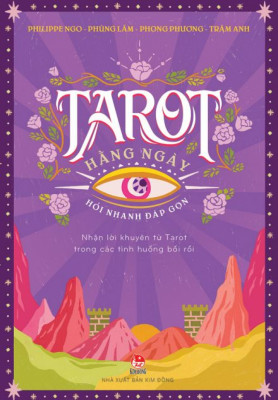 PHILIPPE NGO - PHÙNG LÂM - PHONG PHƯƠNG - TRÂM ANH
TAROT
HÀNG NGÀY
HỎI NHANH ĐÁP GỌN
Nhận lời khuyên từ Tarot
trong các tình huống bối rối
NHÀ XUẤT BẢN KIM ĐỒNG